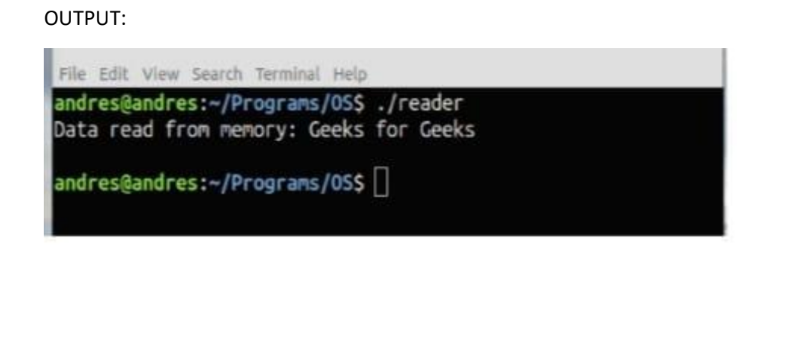 OUTPUT:
File Edit View Search Terminal Help
andres@andres:~/Programs/OS$ ./reader
Data read from memory: Geeks for Geeks
andres@andres:~/Programs/OS$